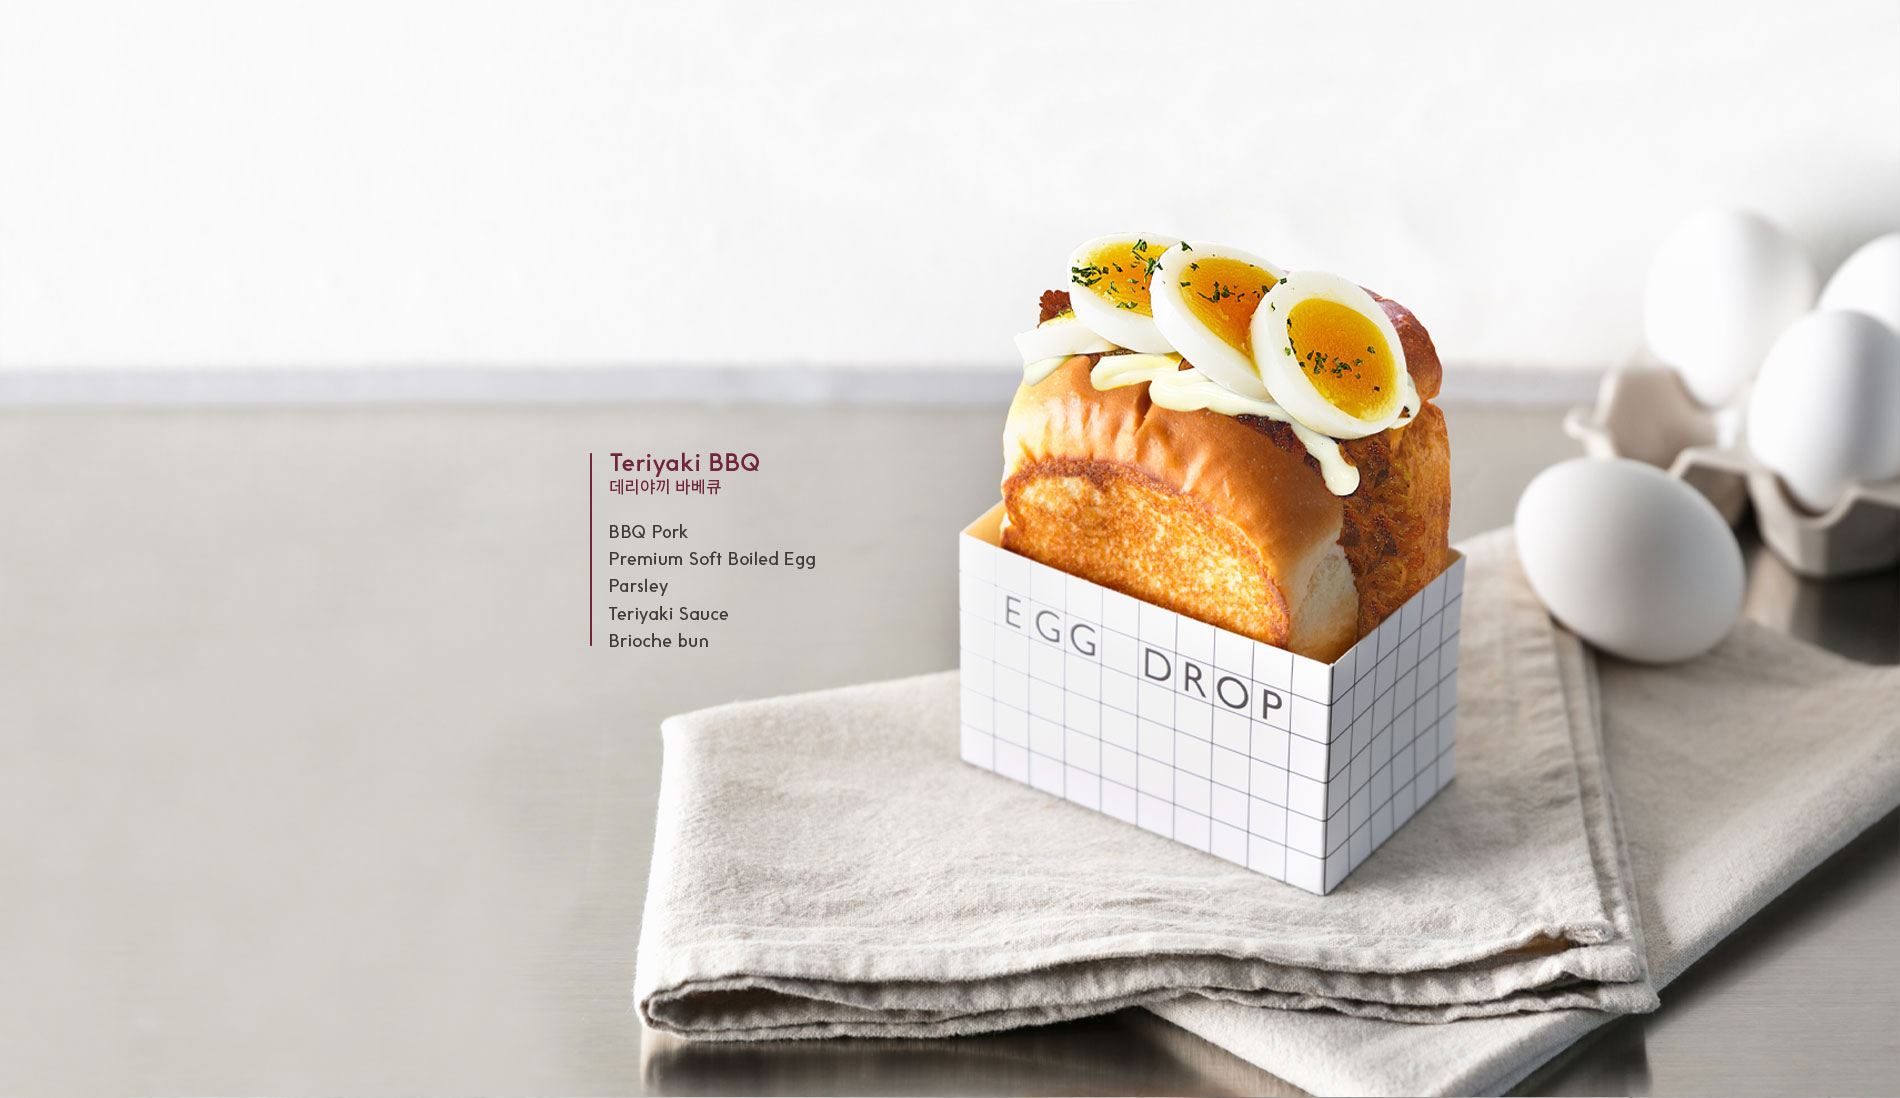 Teriyaki BBQ
데리야끼 바베큐
BBQ Pork
Premium Soft Boiled Egg
Parsley
Teriyaki Sauce
Brioche bun
EGG DROP